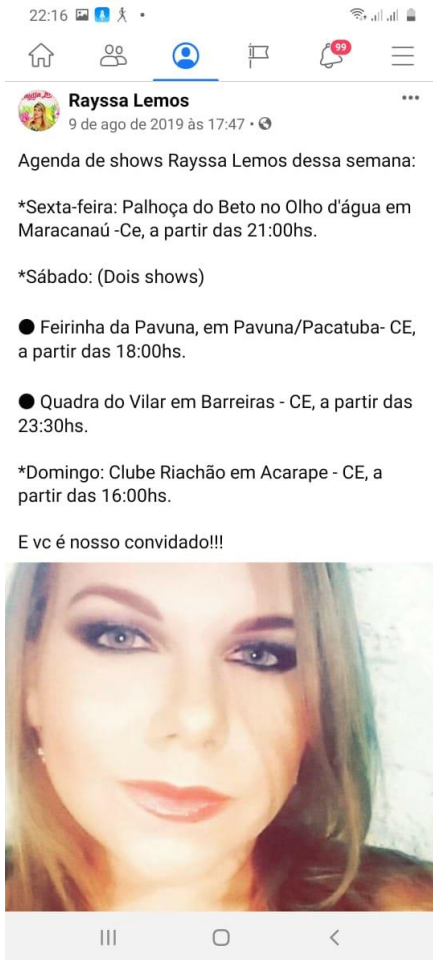 22:16
99
Rayssa Lemos
9 de ago de 2019 às 17:47 •
Agenda de shows Rayssa Lemos dessa semana:
*Sexta-feira: Palhoça do Beto no Olho d'água em
Maracanaú -Ce, a partir das 21:00hs.
*Sábado: (Dois shows)
● Feirinha da Pavuna, em Pavuna/Pacatuba- CE,
a partir das 18:00hs.
● Quadra do Vilar em Barreiras - CE, a partir das
23:30hs.
*Domingo: Clube Riachão em Acarape - CE, a
partir das 16:00hs.
E vc é nosso convidado!!!